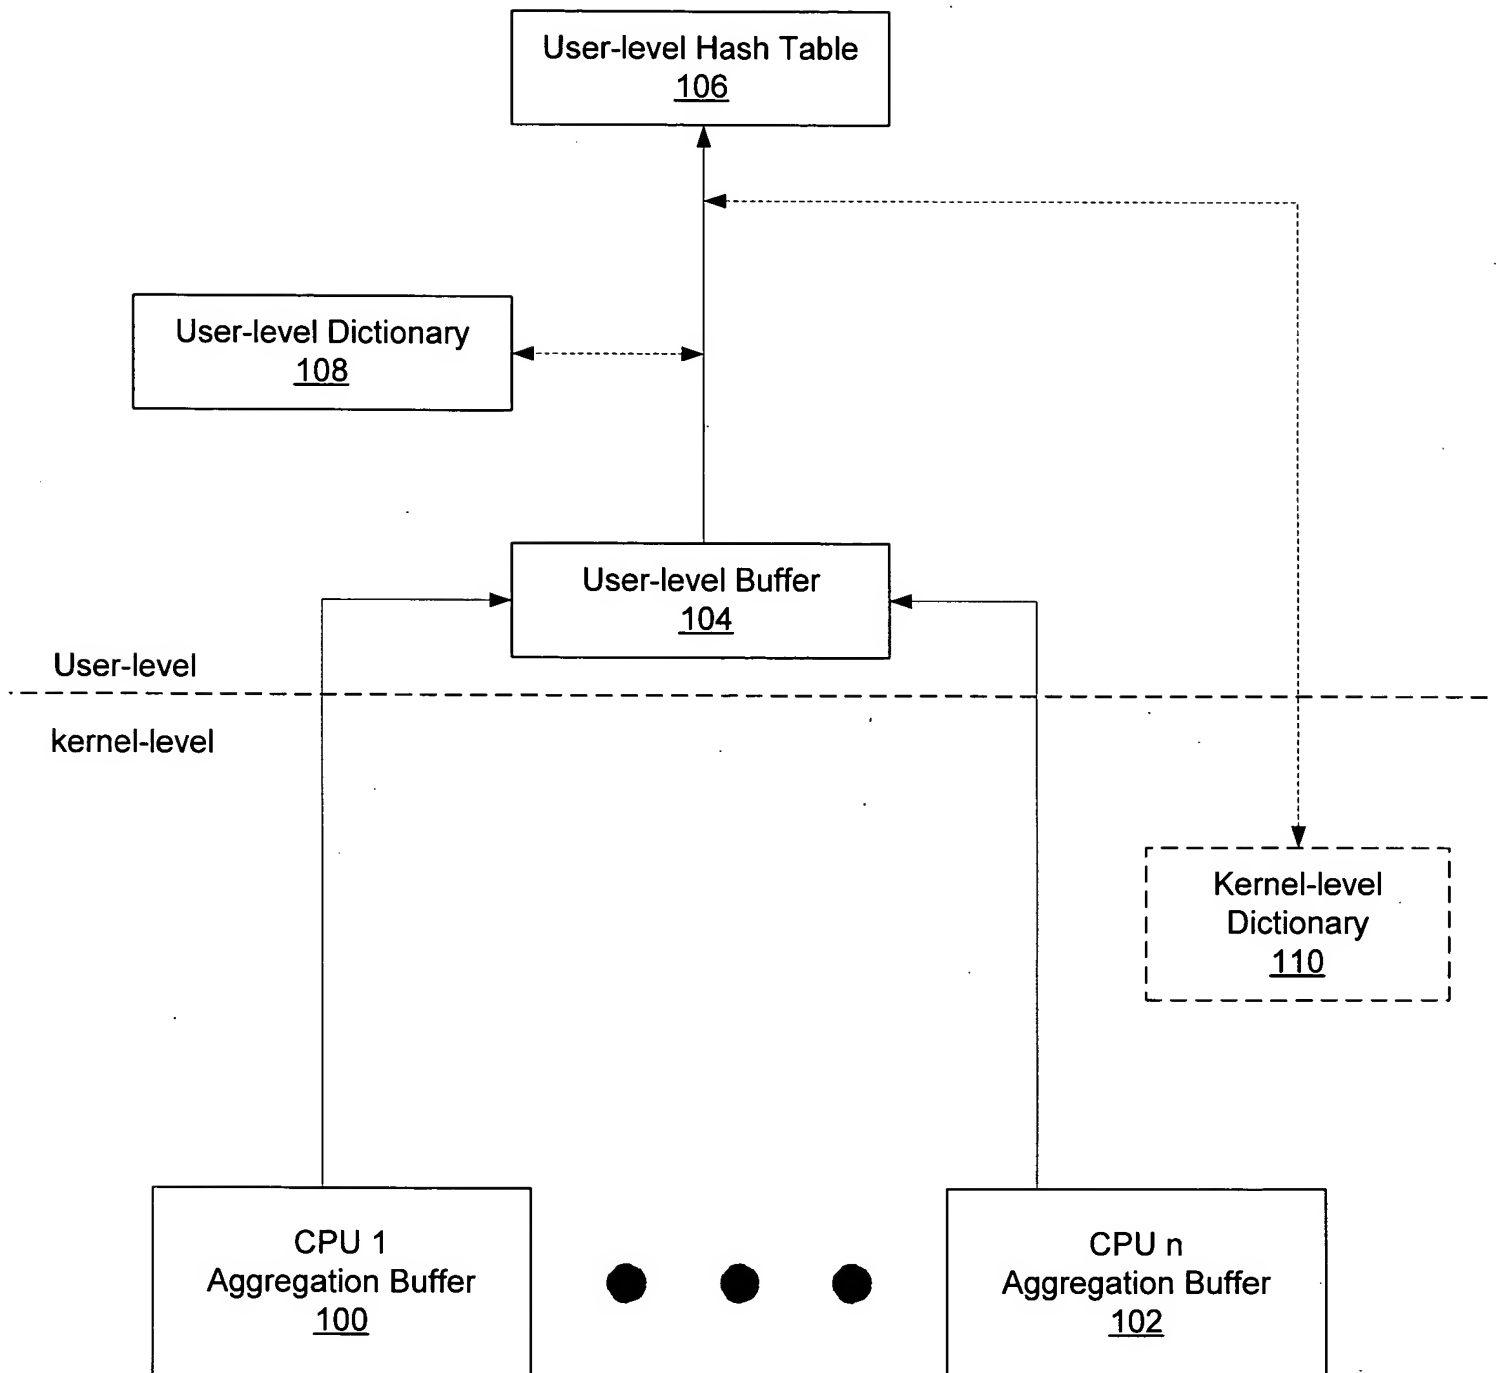 User-level Hash Table
106
User-level Dictionary
108
User-level Buffer
104
User-level
kernel-level
Kernel-level
Dictionary
110
CPU 1
Aggregation Buffer
100
CPU n
Aggregation Buffer
102